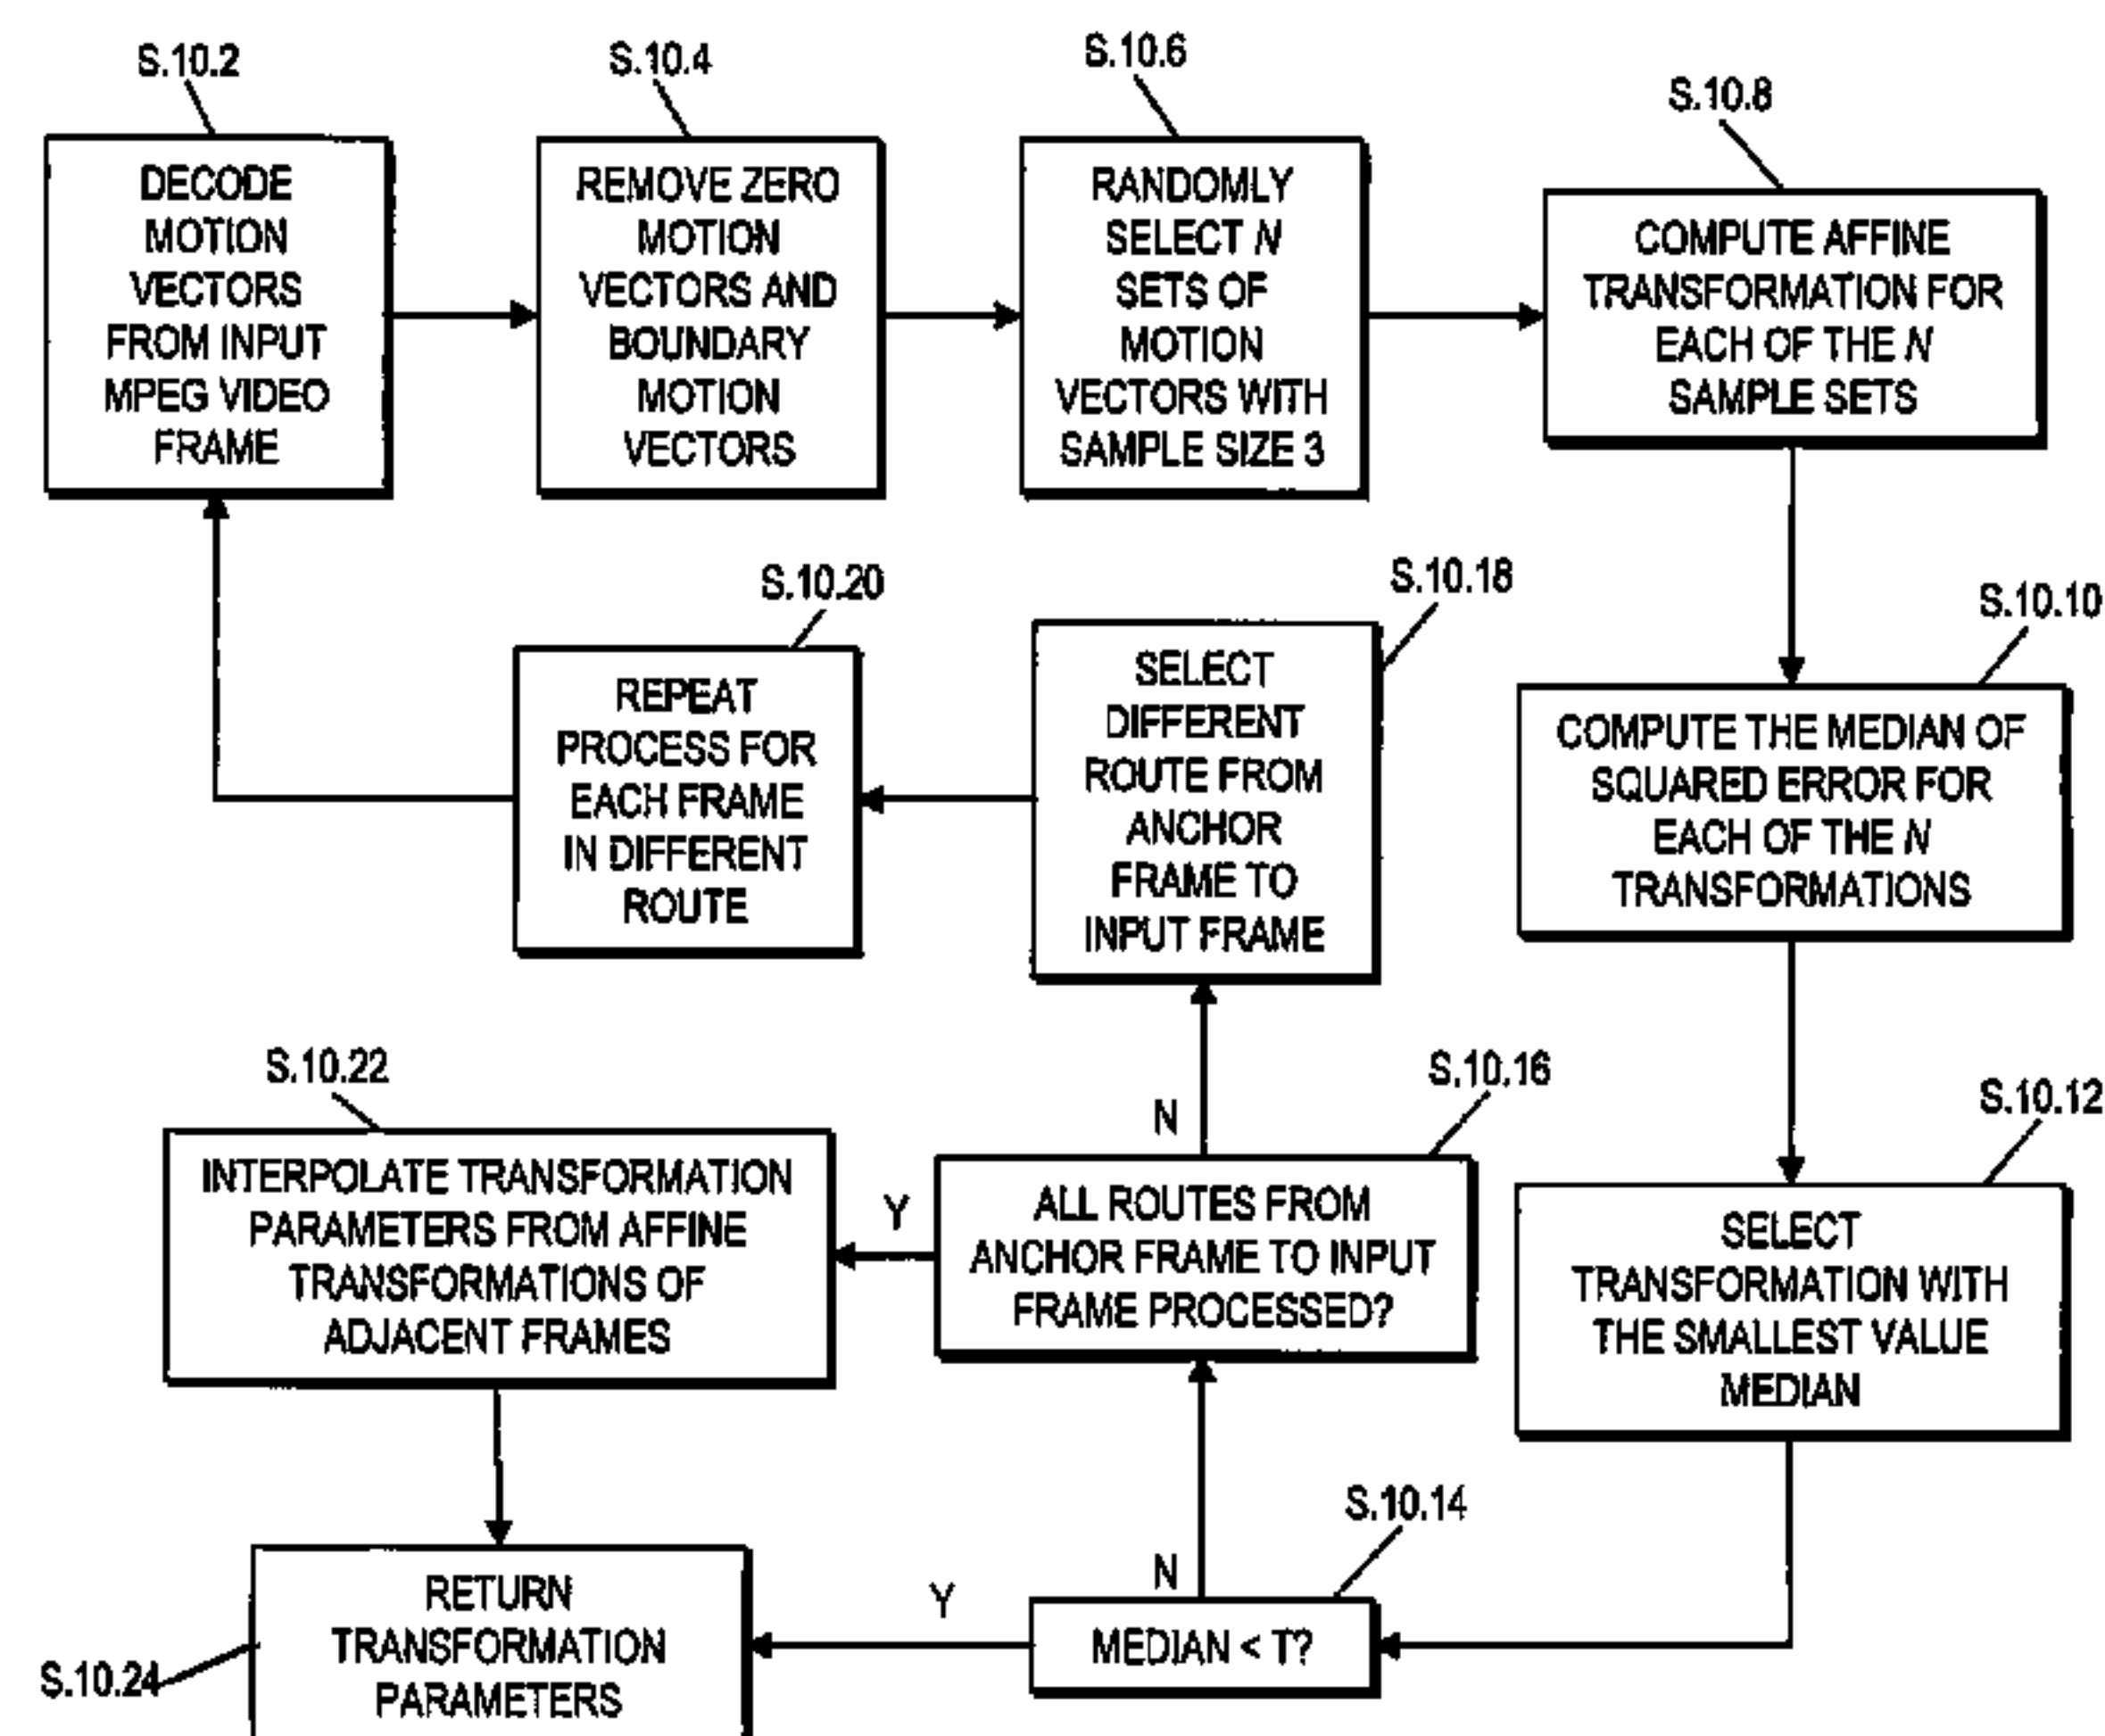 S.10.2
DECODE
MOTION
VECTORS
FROM INPUT
MPEG VIDEO
FRAME
S.10.4
REMOVE ZERO
MOTION
VECTORS AND
BOUNDARY
MOTION
VECTORS
S.10.6
RANDOMLY
SELECT N
SETS OF
MOTION
VECTORS WITH
SAMPLE SIZE 3
S.10.8
COMPUTE AFFINE
TRANSFORMATION FOR
EACH OF THE N
SAMPLE SETS
S.10.10
COMPUTE THE MEDIAN OF
SQUARED ERROR FOR
EACH OF THE N
TRANSFORMATIONS
S.10.12
SELECT
TRANSFORMATION WITH
THE SMALLEST VALUE
MEDIAN
S.10.14
MEDIAN < T?
N
Y
S.10.16
ALL ROUTES FROM
ANCHOR FRAME TO INPUT
FRAME PROCESSED?
N
Y
S.10.18
SELECT
DIFFERENT
ROUTE FROM
ANCHOR
FRAME TO
INPUT FRAME
S.10.20
REPEAT
PROCESS FOR
EACH FRAME
IN DIFFERENT
ROUTE
S.10.22
INTERPOLATE TRANSFORMATION
PARAMETERS FROM AFFINE
TRANSFORMATIONS OF
ADJACENT FRAMES
S.10.24
RETURN
TRANSFORMATION
PARAMETERS